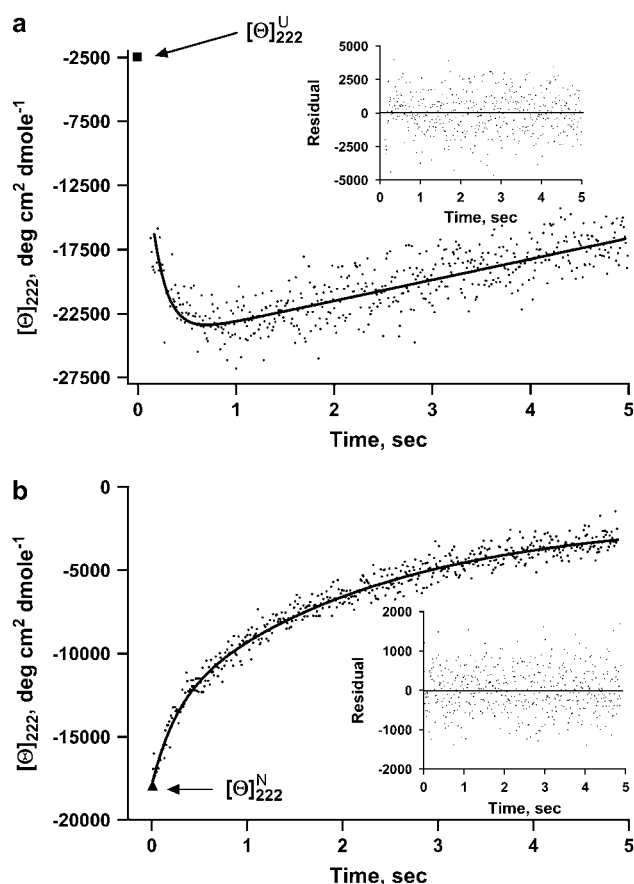 a
[Θ]U222
-2500
-7500
-12500
-17500
-22500
-27500
[Θ]222, deg cm2 dmole-1
0 1 2 3 4 5
Time, sec
5000
2500
0
-2500
-5000
Residual
0 1 2 3 4 5
Time, sec
b
0
-5000
-10000
-15000
-20000
[Θ]222, deg cm2 dmole-1
[Θ]N222
0 1 2 3 4 5
Time, sec
2000
1000
0
-1000
-2000
Residual
0 1 2 3 4 5
Time, sec